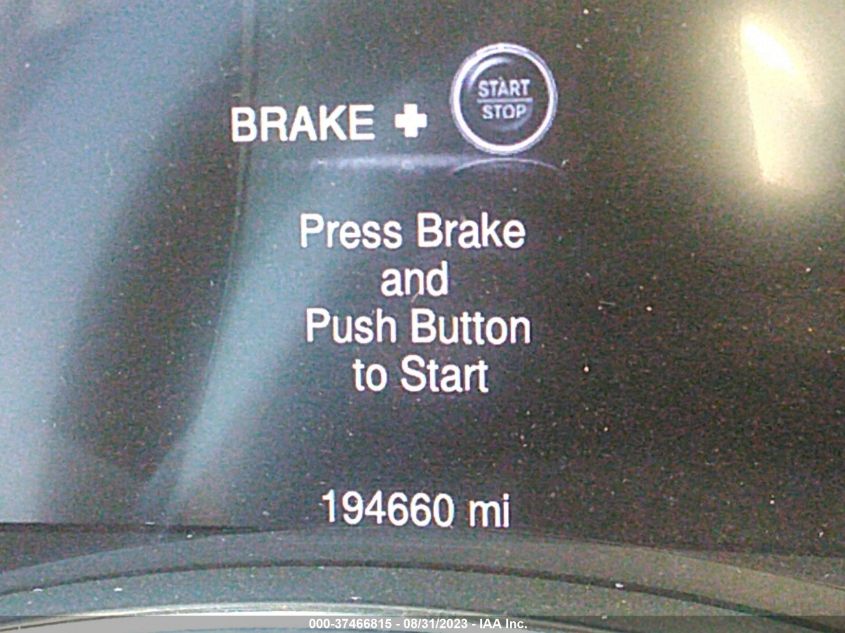 START
STOP
BRAKE +
Press Brake
and
Push Button
to Start
194660 mi
000-37466815 - 08/31/2023 - IAA Inc.